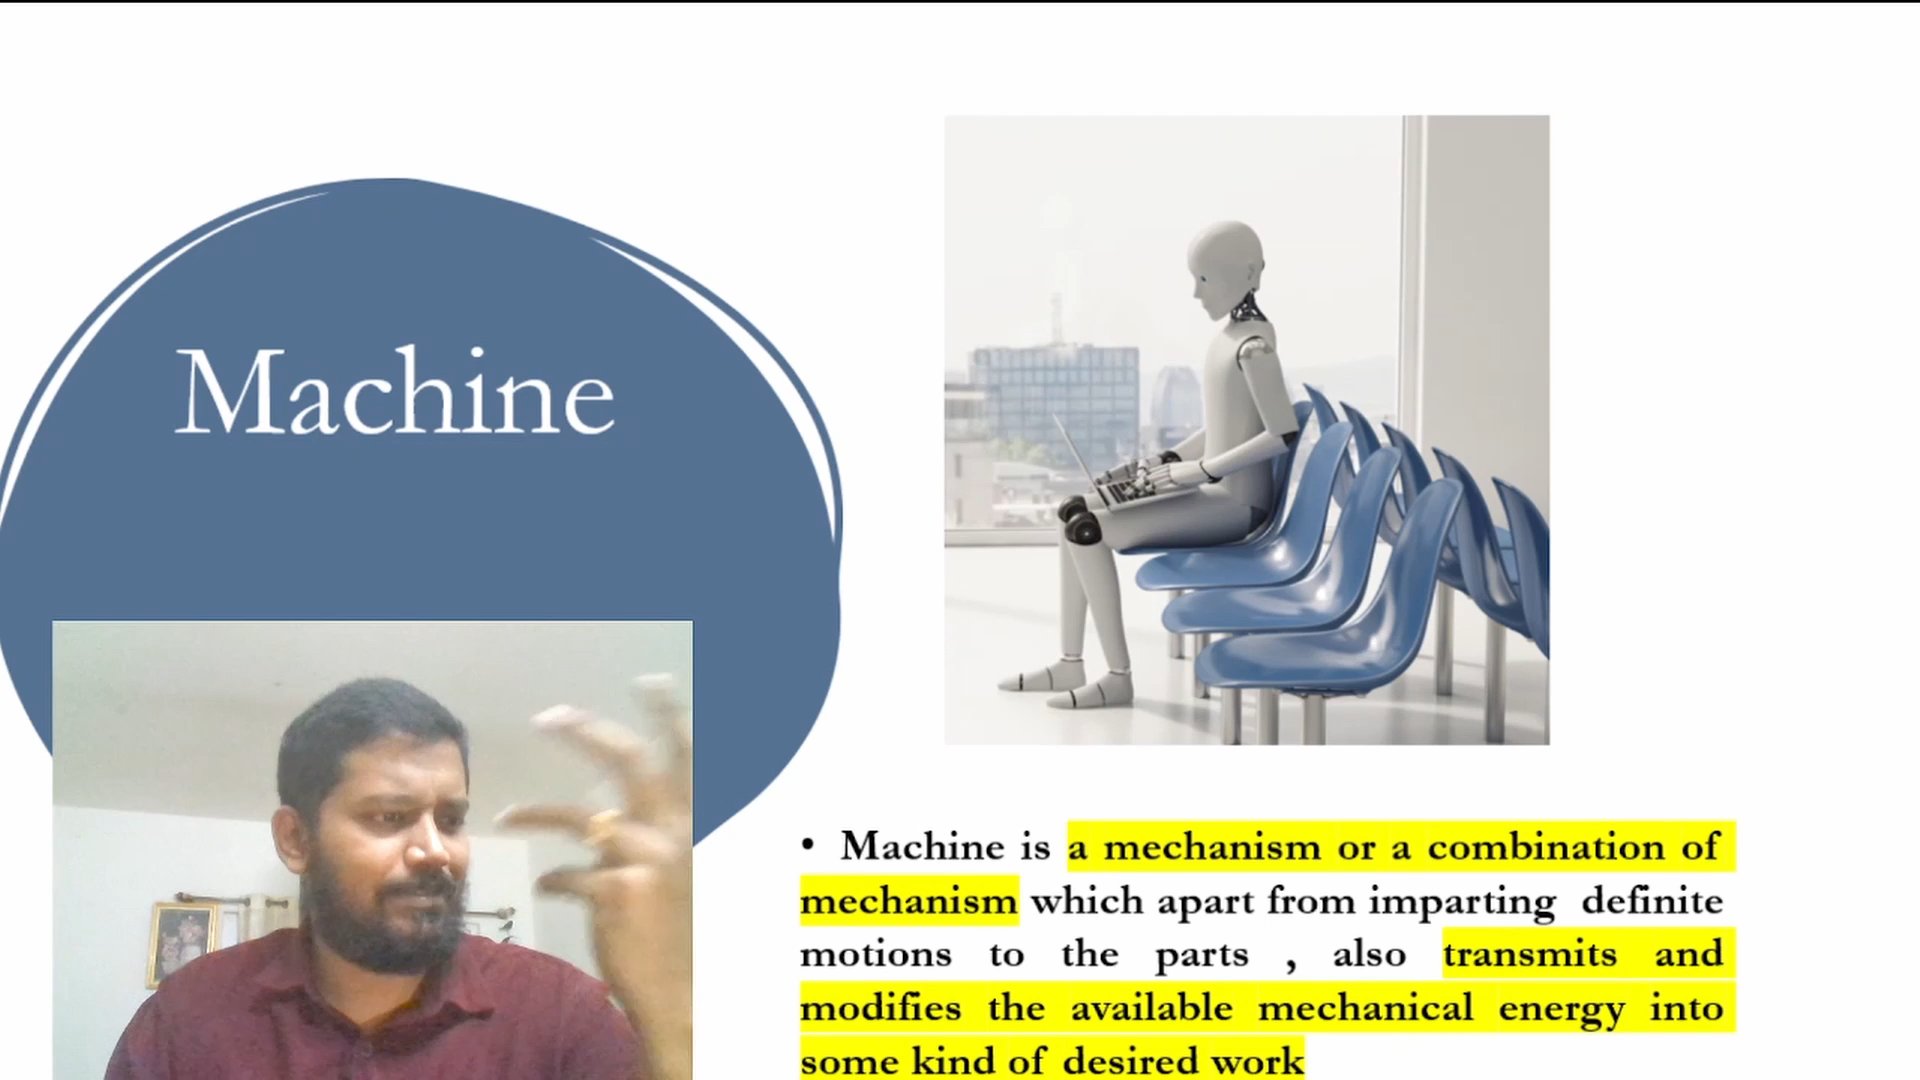 Machine
• Machine is a mechanism or a combination of
mechanism which apart from imparting definite
motions to the parts , also transmits and
modifies the available mechanical energy into
some kind of desired work